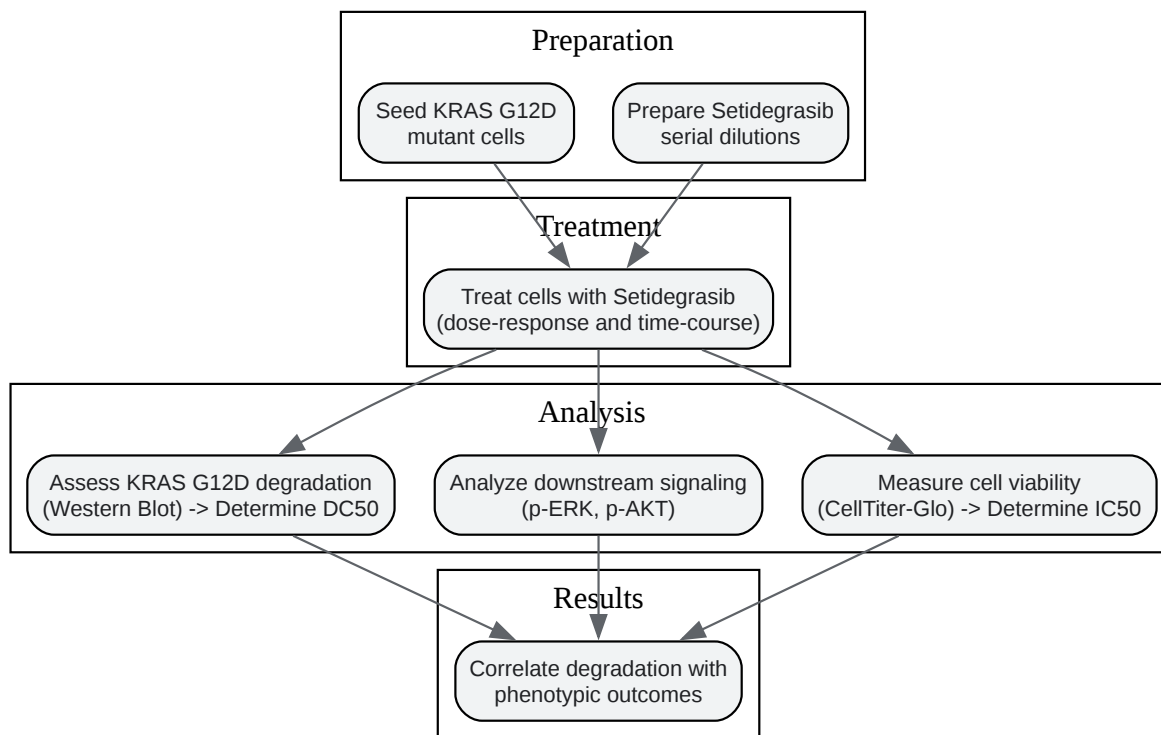 Preparation
Seed KRAS G12D
mutant cells
Prepare Setidegrasib
serial dilutions
Treatment
Treat cells with Setidegrasib
(dose-response and time-course)
Analysis
Assess KRAS G12D degradation
(Western Blot) -> Determine DC50
Analyze downstream signaling
(p-ERK, p-AKT)
Measure cell viability
(CellTiter-Glo) -> Determine IC50
Results
Correlate degradation with
phenotypic outcomes